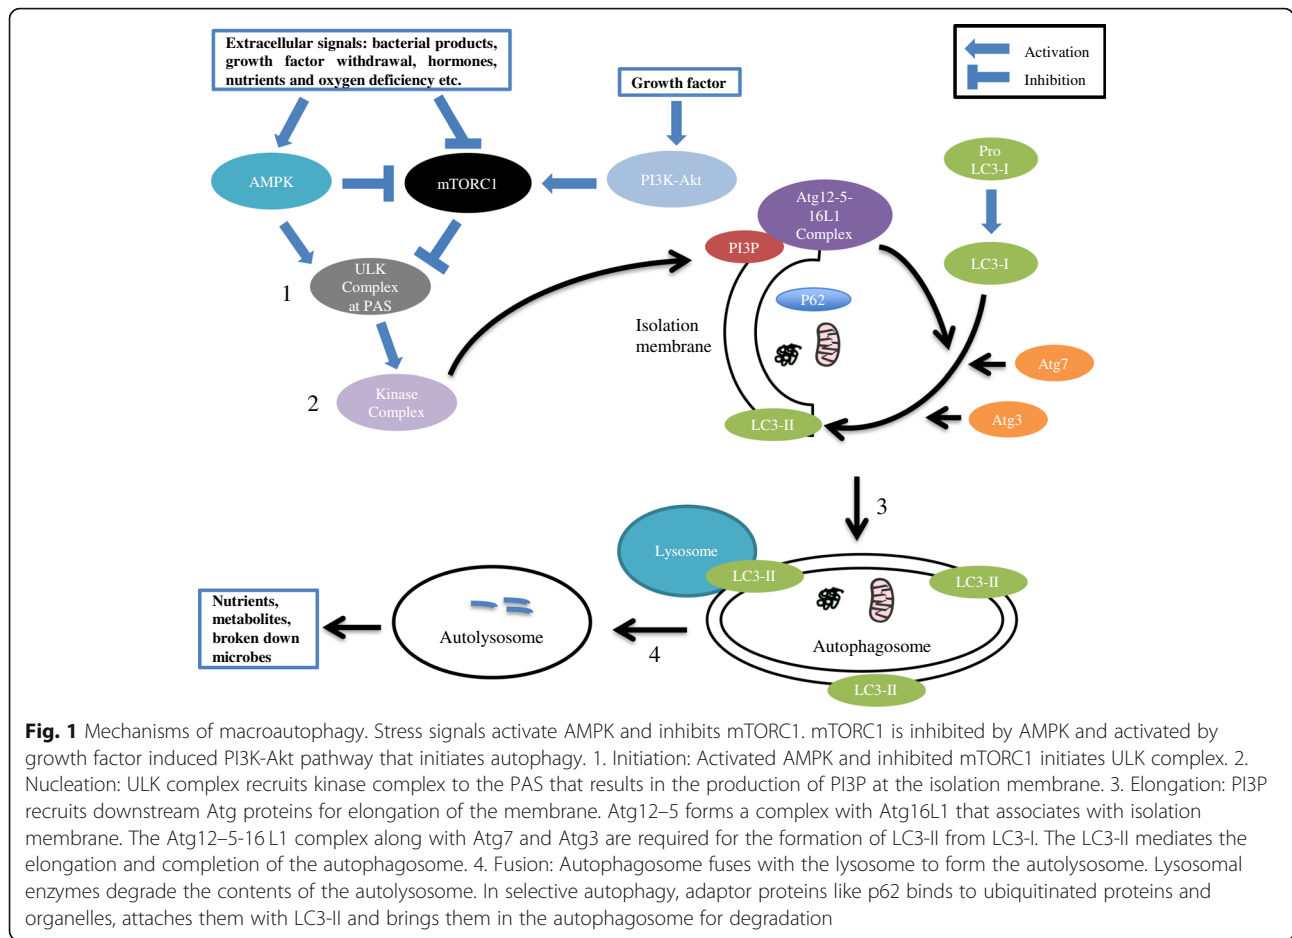 Extracellular signals: bacterial products,
growth factor withdrawal, hormones,
nutrients and oxygen deficiency etc.
Growth factor
Activation
Inhibition
AMPK
mTORC1
PI3K-Akt
Pro
LC3-I
Atg12-5-
16L1
Complex
PI3P
LC3-I
ULK
Complex
at PAS
1
P62
Isolation
membrane
Atg7
Kinase
Complex
2
LC3-II
Atg3
3
Lysosome
LC3-II
LC3-II
Nutrients,
metabolites,
broken down
microbes
Autolysosome
4
Autophagosome
LC3-II
Fig. 1 Mechanisms of macroautophagy. Stress signals activate AMPK and inhibits mTORC1. mTORC1 is inhibited by AMPK and activated by
growth factor induced PI3K-Akt pathway that initiates autophagy. 1. Initiation: Activated AMPK and inhibited mTORC1 initiates ULK complex. 2.
Nucleation: ULK complex recruits kinase complex to the PAS that results in the production of PI3P at the isolation membrane. 3. Elongation: PI3P
recruits downstream Atg proteins for elongation of the membrane. Atg12–5 forms a complex with Atg16L1 that associates with isolation
membrane. The Atg12–5-16 L1 complex along with Atg7 and Atg3 are required for the formation of LC3-II from LC3-I. The LC3-II mediates the
elongation and completion of the autophagosome. 4. Fusion: Autophagosome fuses with the lysosome to form the autolysosome. Lysosomal
enzymes degrade the contents of the autolysosome. In selective autophagy, adaptor proteins like p62 binds to ubiquitinated proteins and
organelles, attaches them with LC3-II and brings them in the autophagosome for degradation